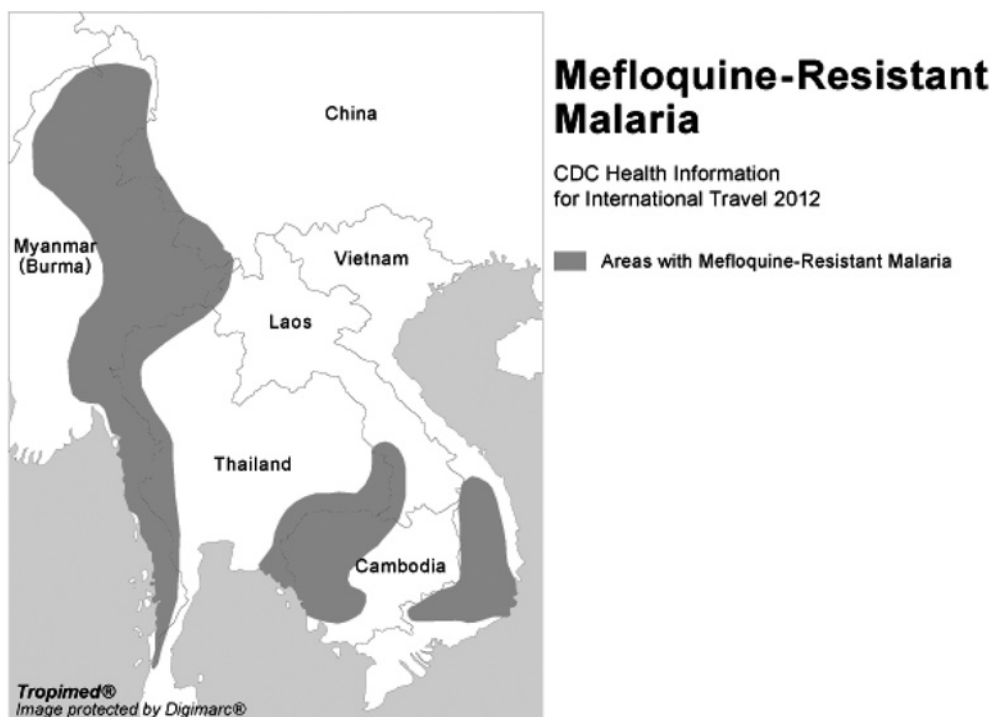 Mefloquine-Resistant
Malaria
CDC Health Information
for International Travel 2012
Areas with Mefloquine-Resistant Malaria
China
Myanmar
(Burma)
Vietnam
Laos
Thailand
Cambodia
Tropimed®
Image protected by Digimarc®